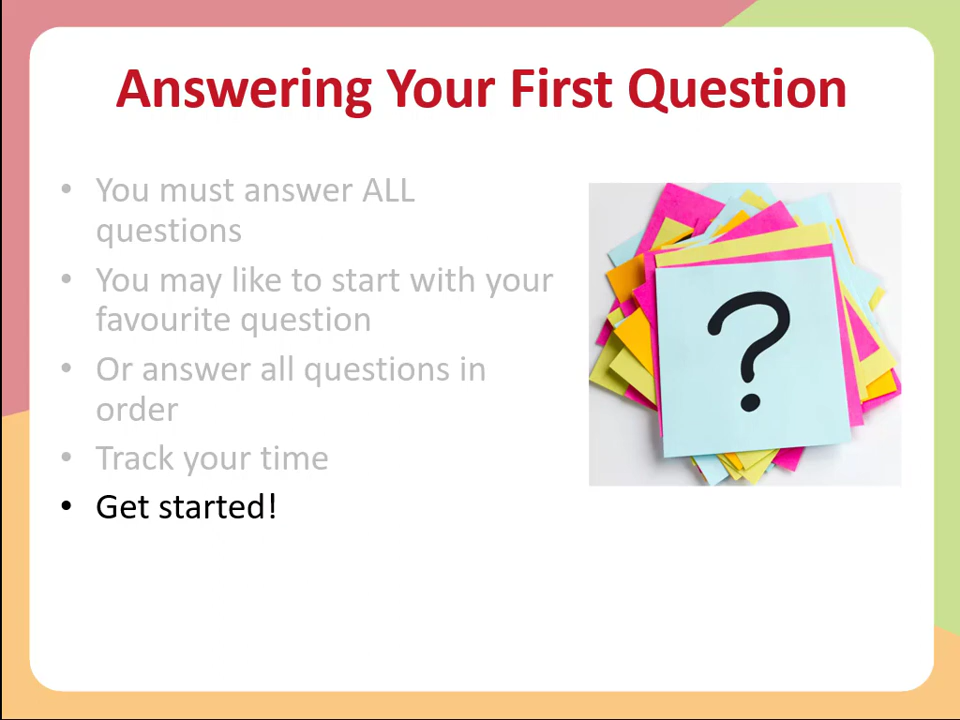 Answering Your First Question
• You must answer ALL
questions
• You may like to start with your
favourite question
• Or answer all questions in
order
• Track your time
• Get started!
?